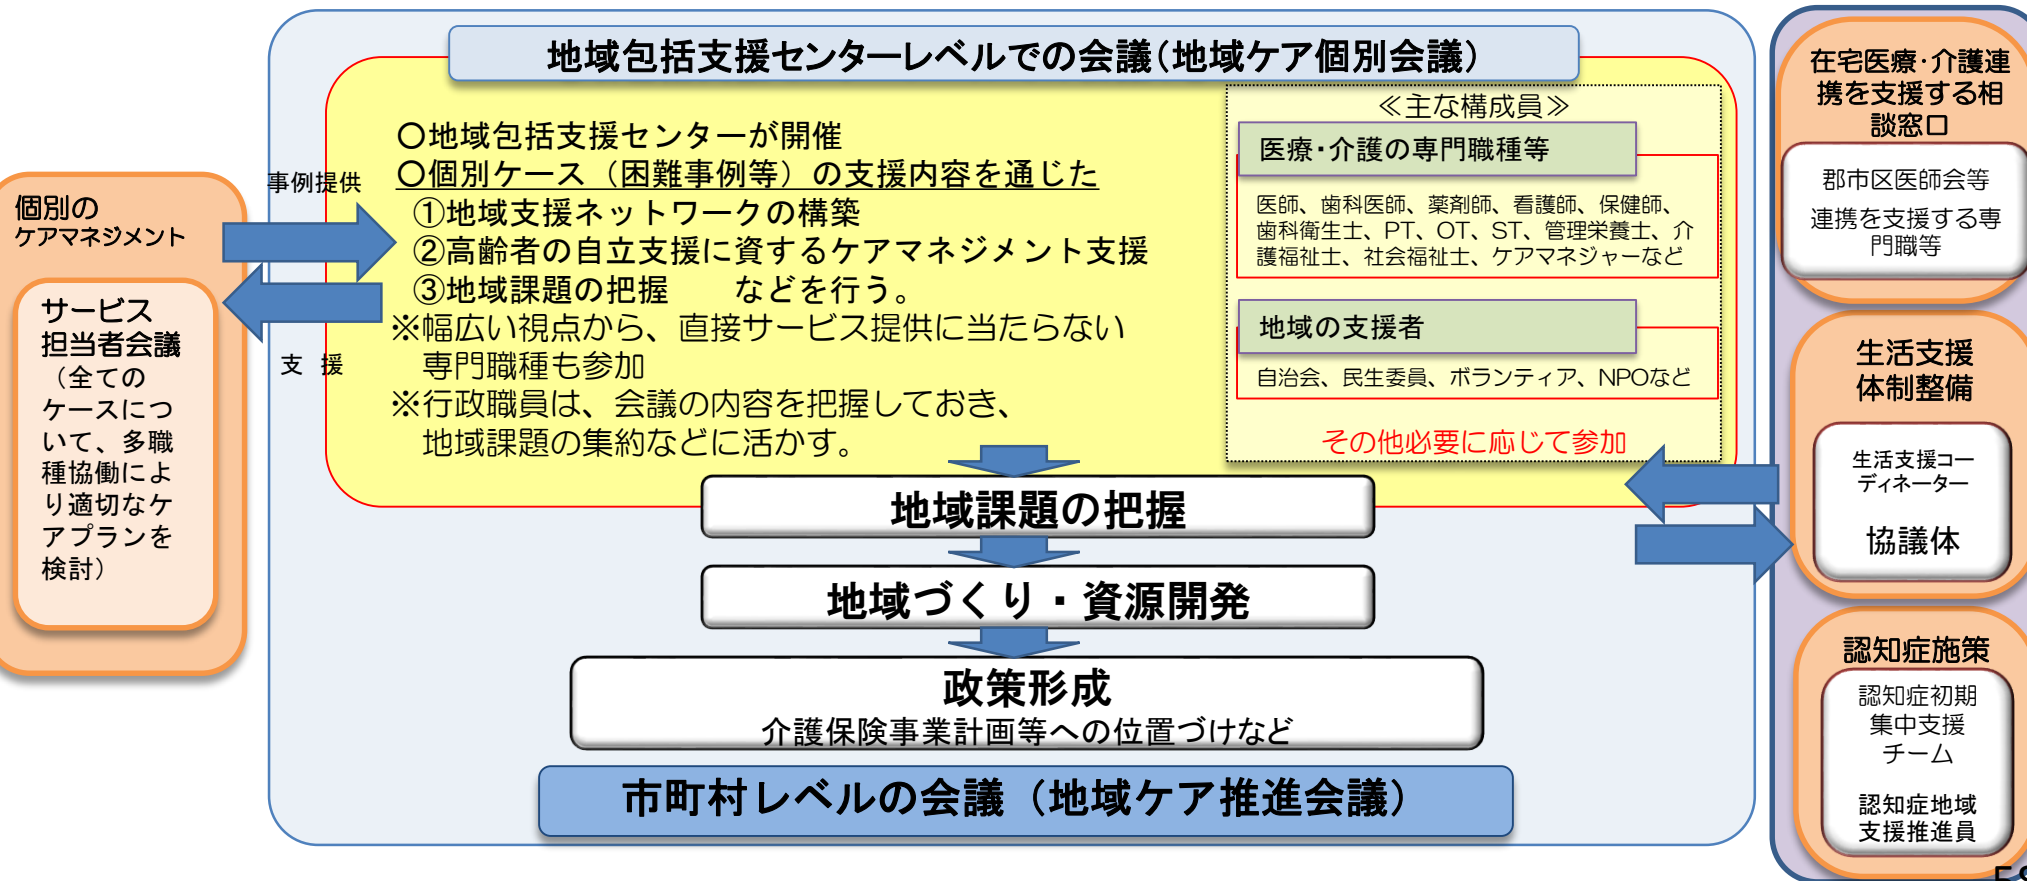 地域包括支援センターレベルでの会議(地域ケア個別会議)
〇地域包括支援センターが開催
〇個別ケース（困難事例等）の支援内容を通じた
①地域支援ネットワークの構築
②高齢者の自立支援に資するケアマネジメント支援
③地域課題の把握　　などを行う。
※幅広い視点から、直接サービス提供に当たらない
専門職種も参加
※行政職員は、会議の内容を把握しておき、
地域課題の集約などに活かす。
≪主な構成員≫
医療・介護の専門職種等
医師、歯科医師、薬剤師、看護師、保健師、
歯科衛生士、PT、OT、ST、管理栄養士、介
護福祉士、社会福祉士、ケアマネジャーなど
地域の支援者
自治会、民生委員、ボランティア、NPOなど
その他必要に応じて参加
事例提供
支　援
個別の
ケアマネジメント
サービス
担当者会議
（全ての
ケースにつ
いて、多職
種協働によ
り適切なケ
アプランを
検討）
地域課題の把握
地域づくり・資源開発
政策形成
介護保険事業計画等への位置づけなど
市町村レベルの会議（地域ケア推進会議）
在宅医療・介護連
携を支援する相
談窓口
郡市区医師会等
連携を支援する専
門職等
生活支援
体制整備
生活支援コー
ディネーター
協議体
認知症施策
認知症初期
集中支援
チーム
認知症地域
支援推進員